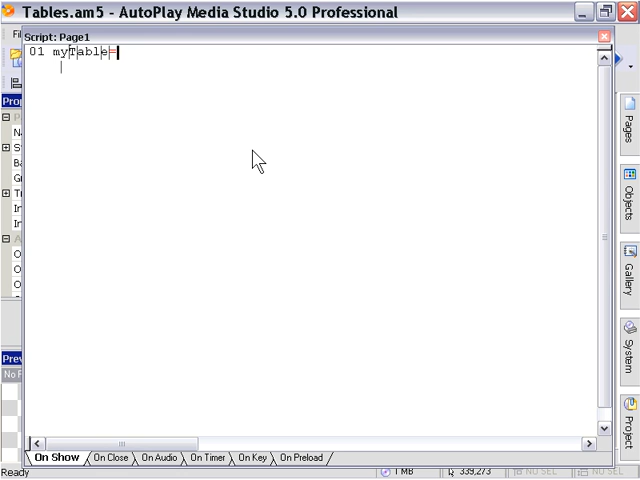 Tables.am5 - AutoPlay Media Studio 5.0 Professional
Script: Page1
01 myTable=
Pages
Objects
Gallery
System
Project
On Show On Close On Audio On Timer On Key On Preload
Ready 1 MB 339,273 NO SEL NO SEL